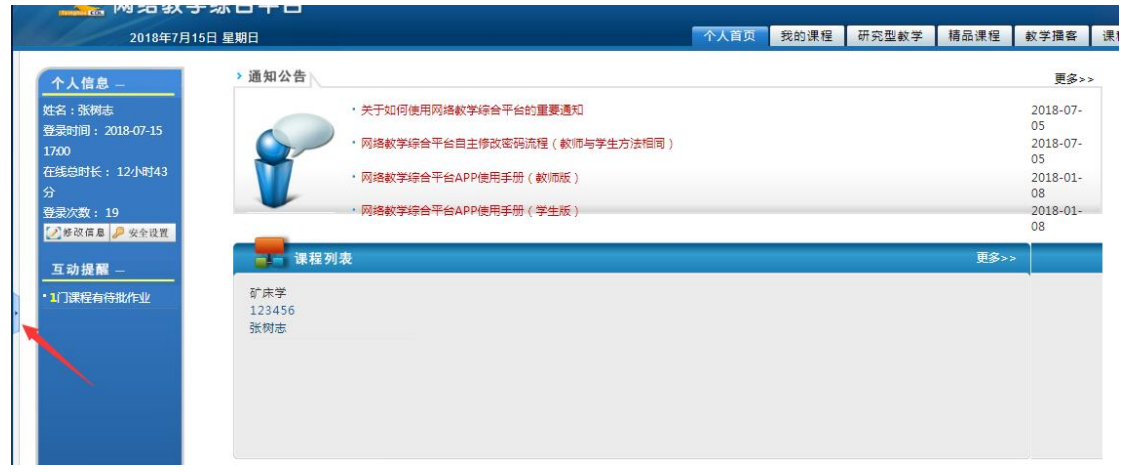 网络教学综合平台
2018年7月15日 星期日
个人首页 我的课程 研究型教学 精品课程 教学播客
个人信息
姓名：张树志
登录时间： 2018-07-15
17:00
在线总时长： 12小时43
分
登录次数： 19
修改信息 安全设置
互动提醒
1门课程有待批作业
通知公告
更多>>
关于如何使用网络教学综合平台的重要通知
2018-07-
05
网络教学综合平台自主修改密码流程（教师与学生方法相同）
2018-07-
05
网络教学综合平台APP使用手册（教师版）
2018-01-
08
网络教学综合平台APP使用手册（学生版）
2018-01-
08
课程列表
更多>>
矿床学
123456
张树志